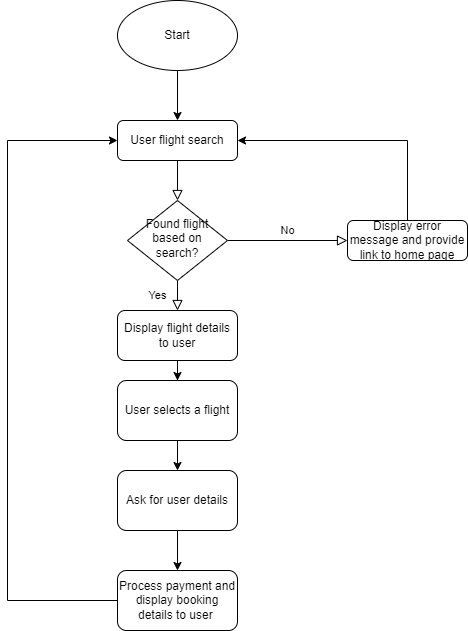 Start
User flight search
Found flight
based on
search?
No
Display error
message and provide
link to home page
Yes
Display flight details
to user
User selects a flight
Ask for user details
Process payment and
display booking
details to user